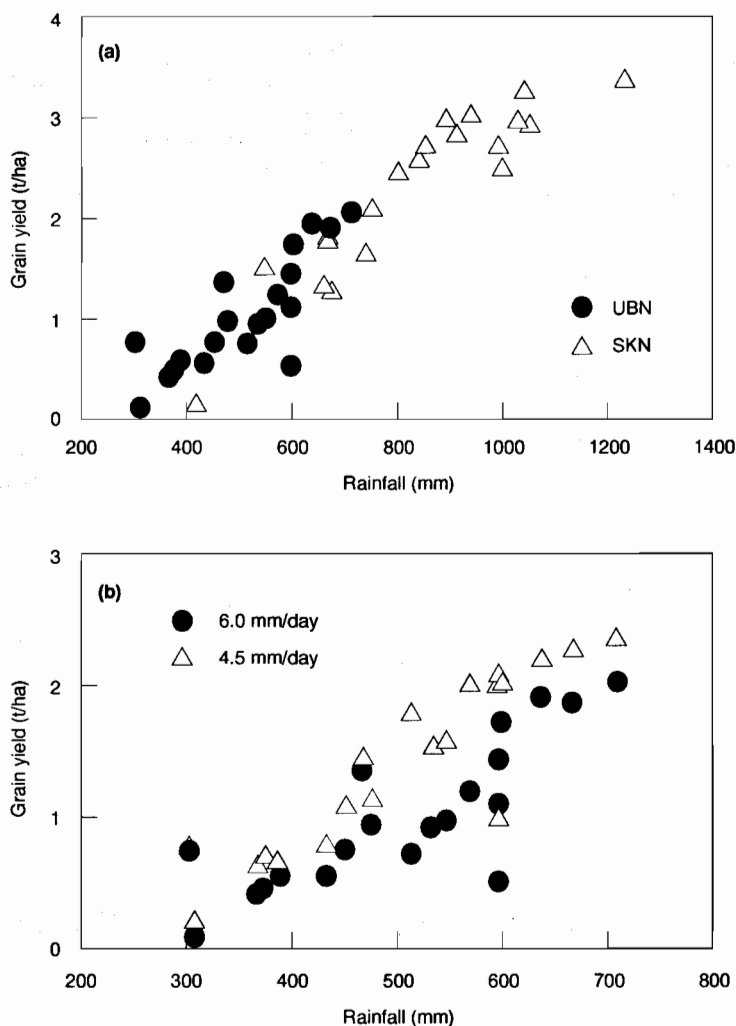 4
(a)
3
Grain yield (t/ha)
2
UBN
1
SKN
0
200 400 600 800 1000 1200 1400
Rainfall (mm)
3
(b)
6.0 mm/day
4.5 mm/day
2
Grain yield (t/ha)
1
0
200 300 400 500 600 700 800
Rainfall (mm)